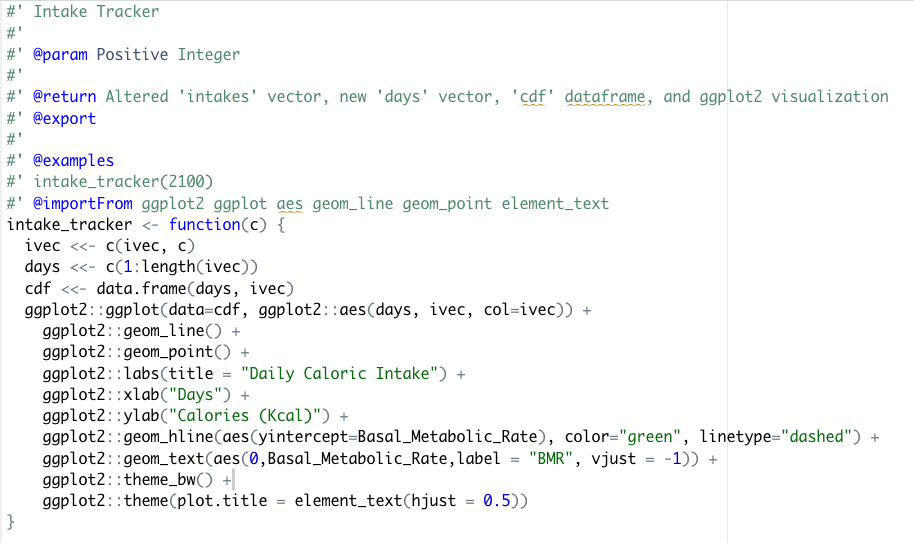 #' Intake Tracker
#'
#' @param Positive Integer
#'
#' @return Altered 'intakes' vector, new 'days' vector, 'cdf' dataframe, and ggplot2 visualization
#' @export
#'
#' @examples
#' intake_tracker(2100)
#' @importFrom ggplot2 ggplot aes geom_line geom_point element_text
intake_tracker <- function(c) {
  ivec <<- c(ivec, c)
  days <<- c(1:length(ivec))
  cdf <<- data.frame(days, ivec)
  ggplot2::ggplot(data=cdf, ggplot2::aes(days, ivec, col=ivec)) +
    ggplot2::geom_line() +
    ggplot2::geom_point() +
    ggplot2::labs(title = "Daily Caloric Intake") +
    ggplot2::xlab("Days") +
    ggplot2::ylab("Calories (Kcal)") +
    ggplot2::geom_hline(aes(yintercept=Basal_Metabolic_Rate), color="green", linetype="dashed") +
    ggplot2::geom_text(aes(0,Basal_Metabolic_Rate,label = "BMR", vjust = -1)) +
    ggplot2::theme_bw() +
    ggplot2::theme(plot.title = element_text(hjust = 0.5))
}